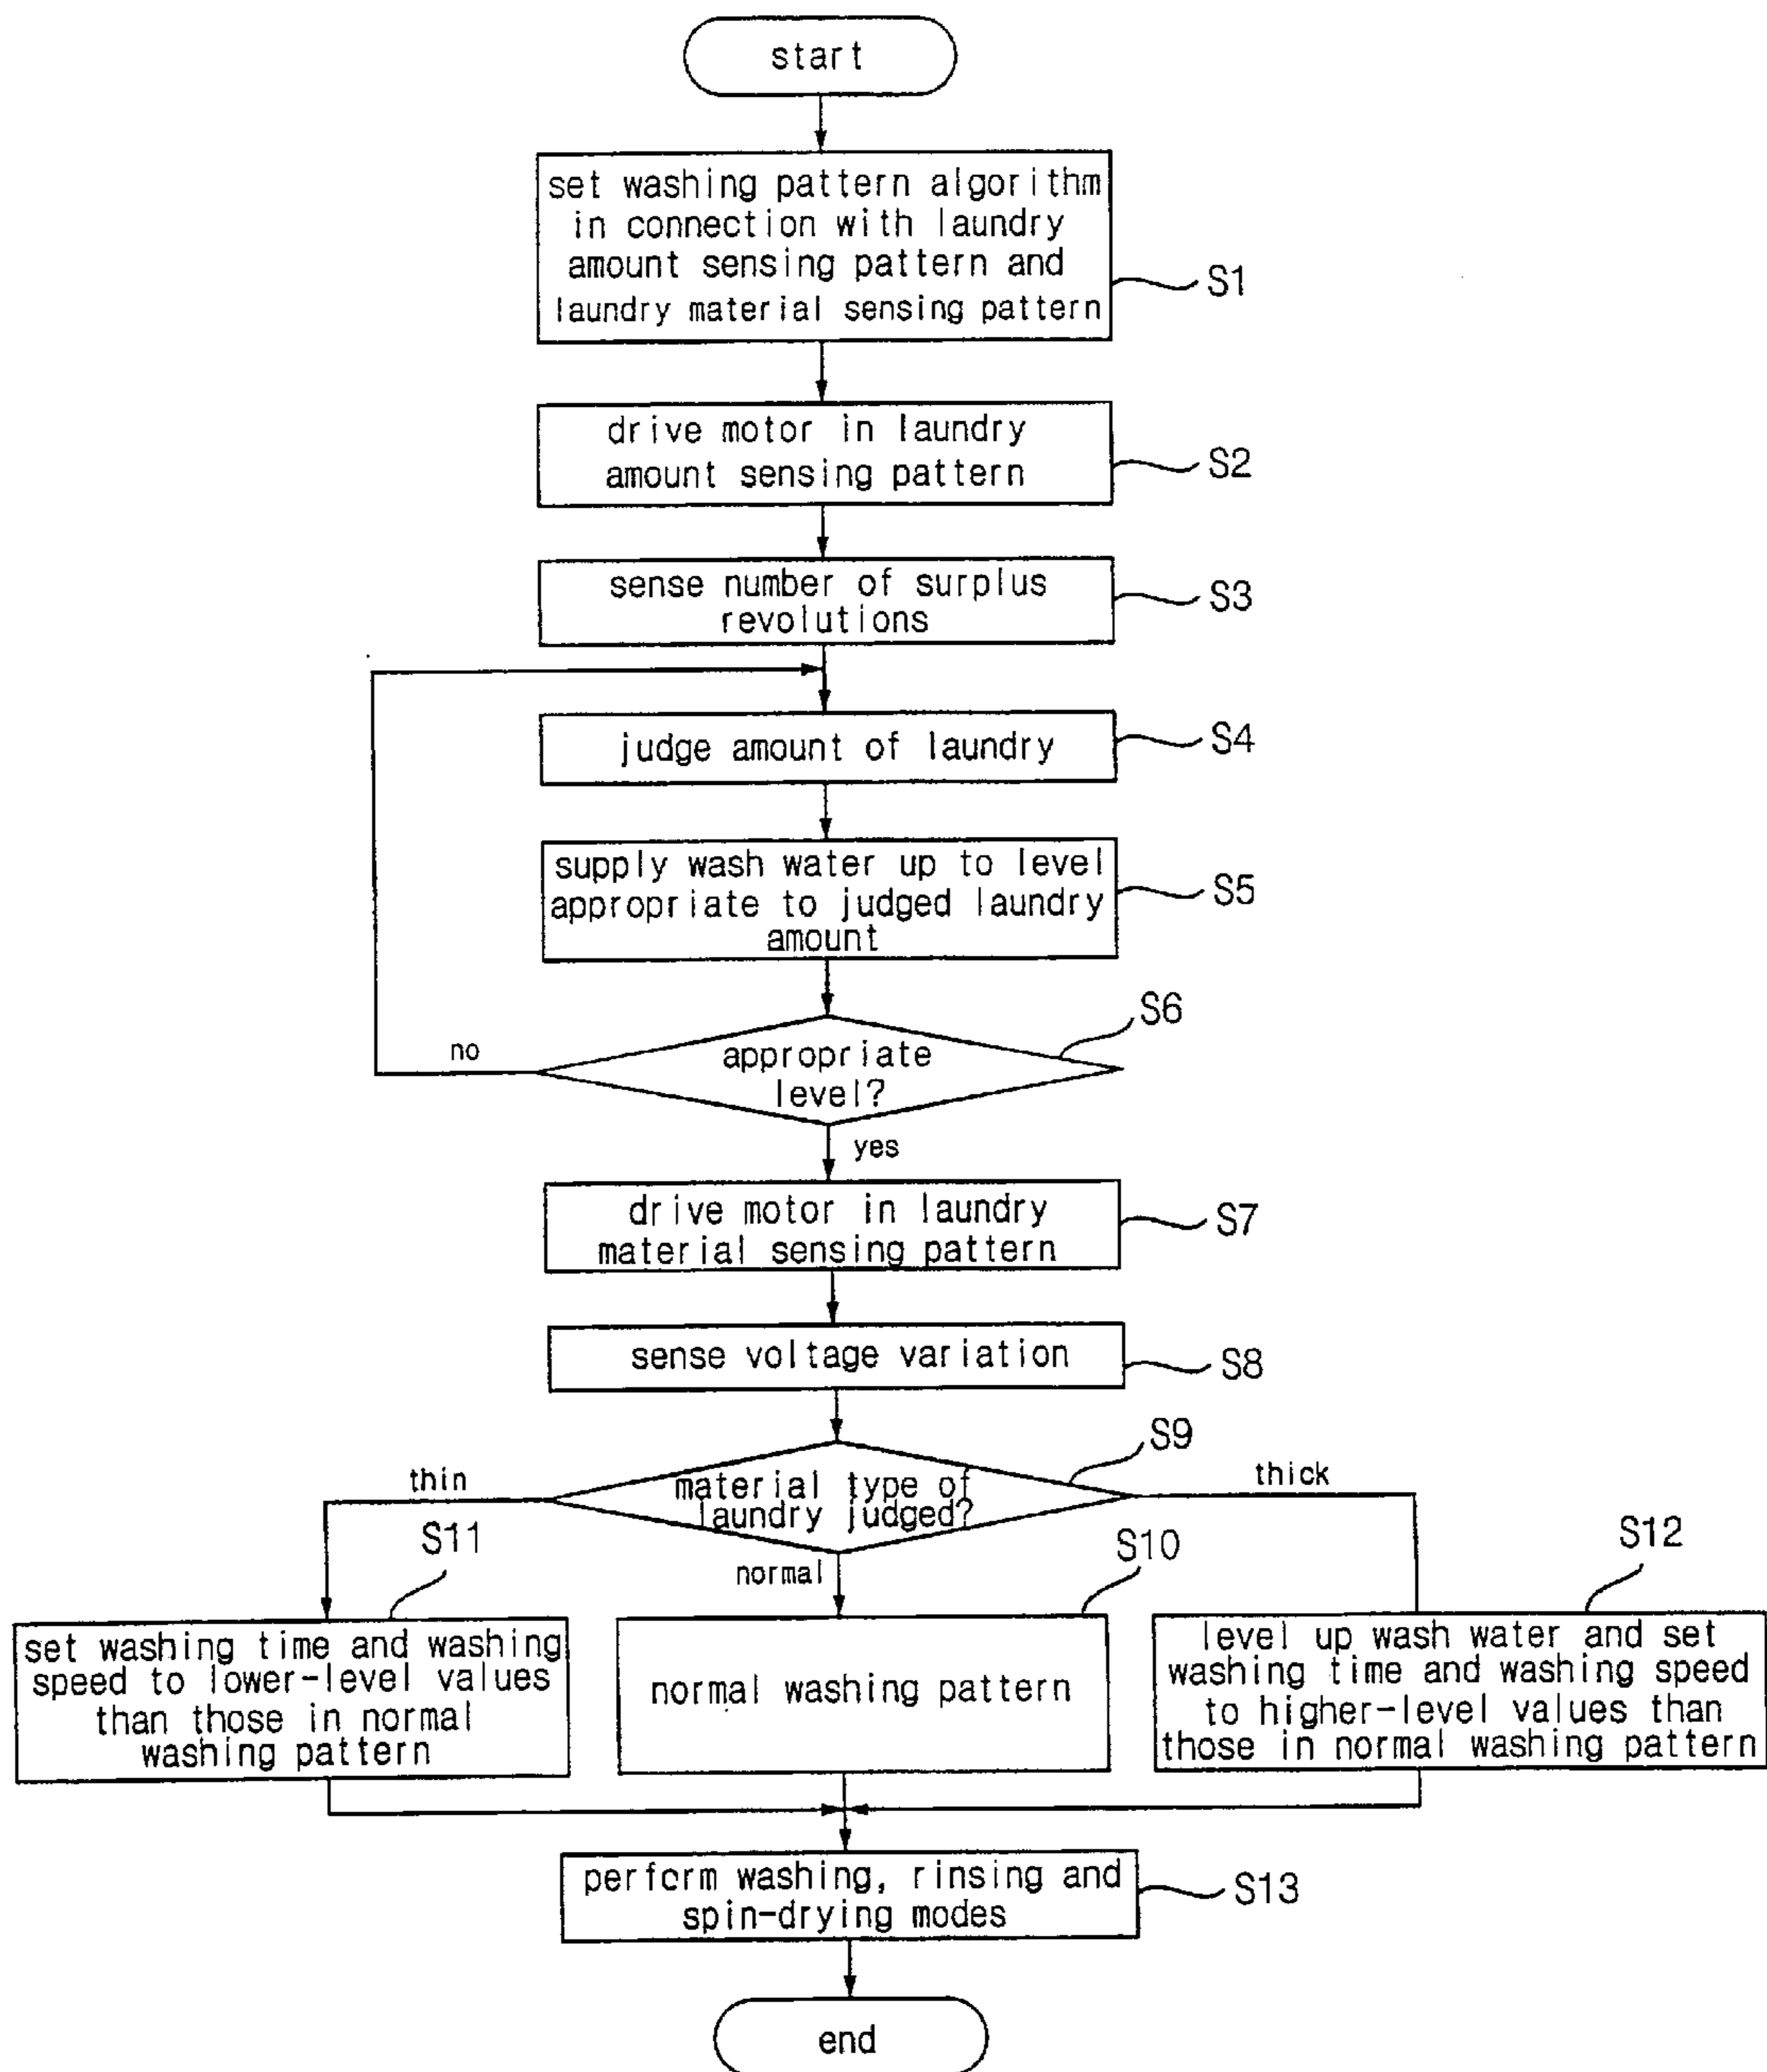 start
set washing pattern algorithm
in connection with laundry
amount sensing pattern and
laundry material sensing pattern
S1
drive motor in laundry
amount sensing pattern
S2
sense number of surplus
revolutions
S3
judge amount of laundry
S4
supply wash water up to level
appropriate to judged laundry
amount
S5
S6
appropriate
level?
no
yes
drive motor in laundry
material sensing pattern
S7
sense voltage variation
S8
S9
material type of
laundry judged?
thin
thick
normal
S11
S10
S12
set washing time and washing
speed to lower-level values
than those in normal
washing pattern
normal washing pattern
level up wash water and set
washing time and washing speed
to higher-level values than
those in normal washing pattern
perform washing, rinsing and
spin-drying modes
S13
end